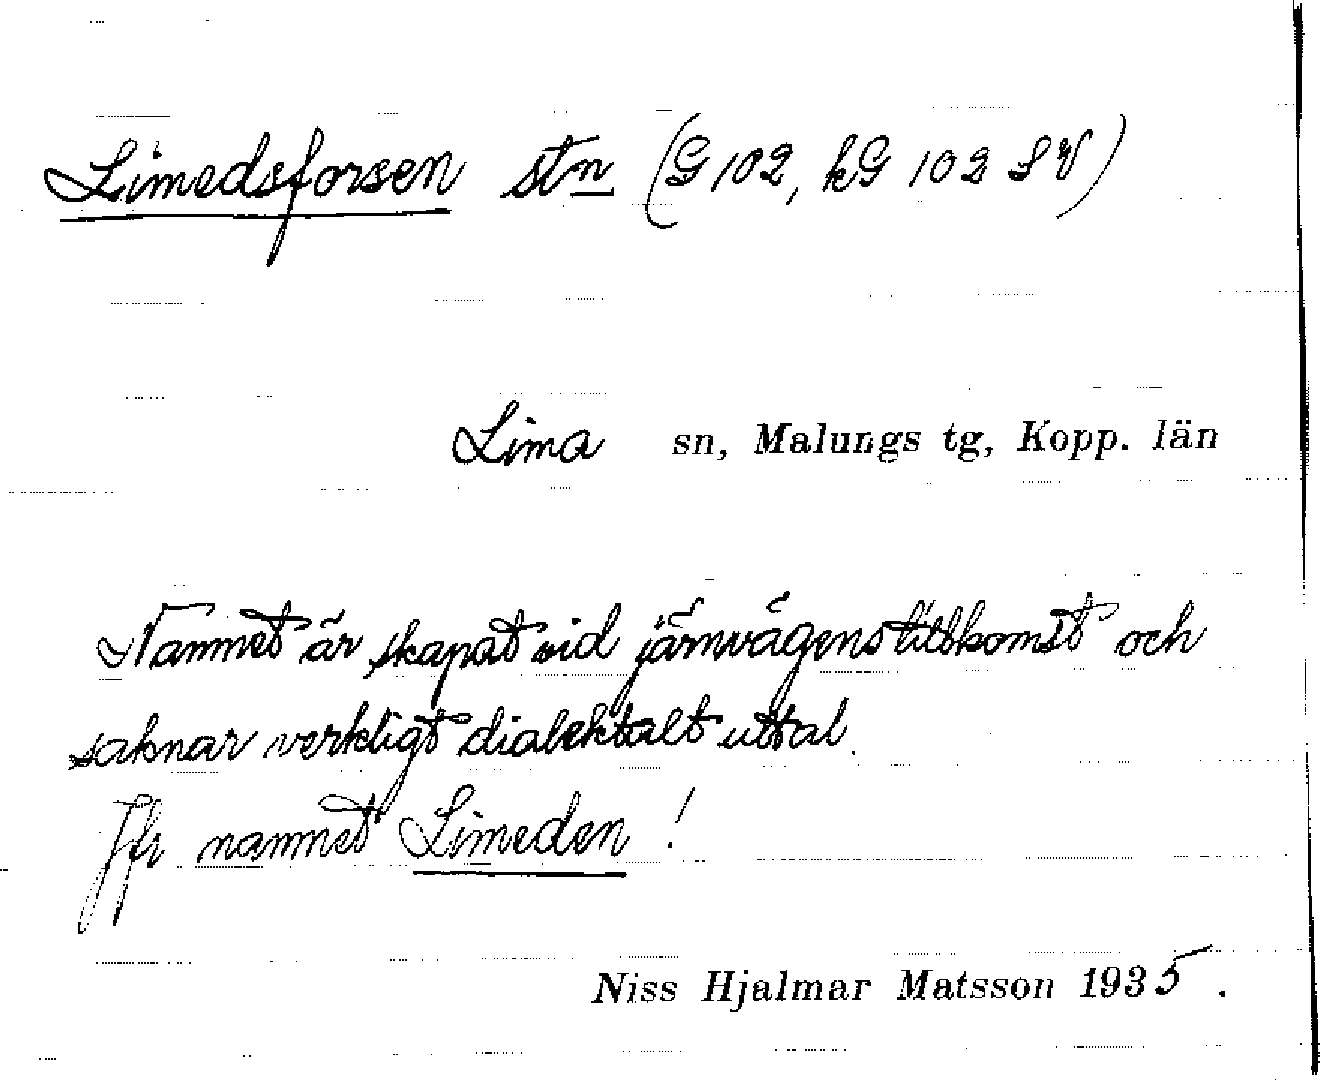 Limedsforsen stn (G 102, kG 102 SV)
Lima sn, Malungs tg, Kopp. län
Namnet är skapat vid järnvägens tillkomst och
saknar verkligt dialektalt uttal.
Jfr namnet Limeden!
Niss Hjalmar Matsson 1935.